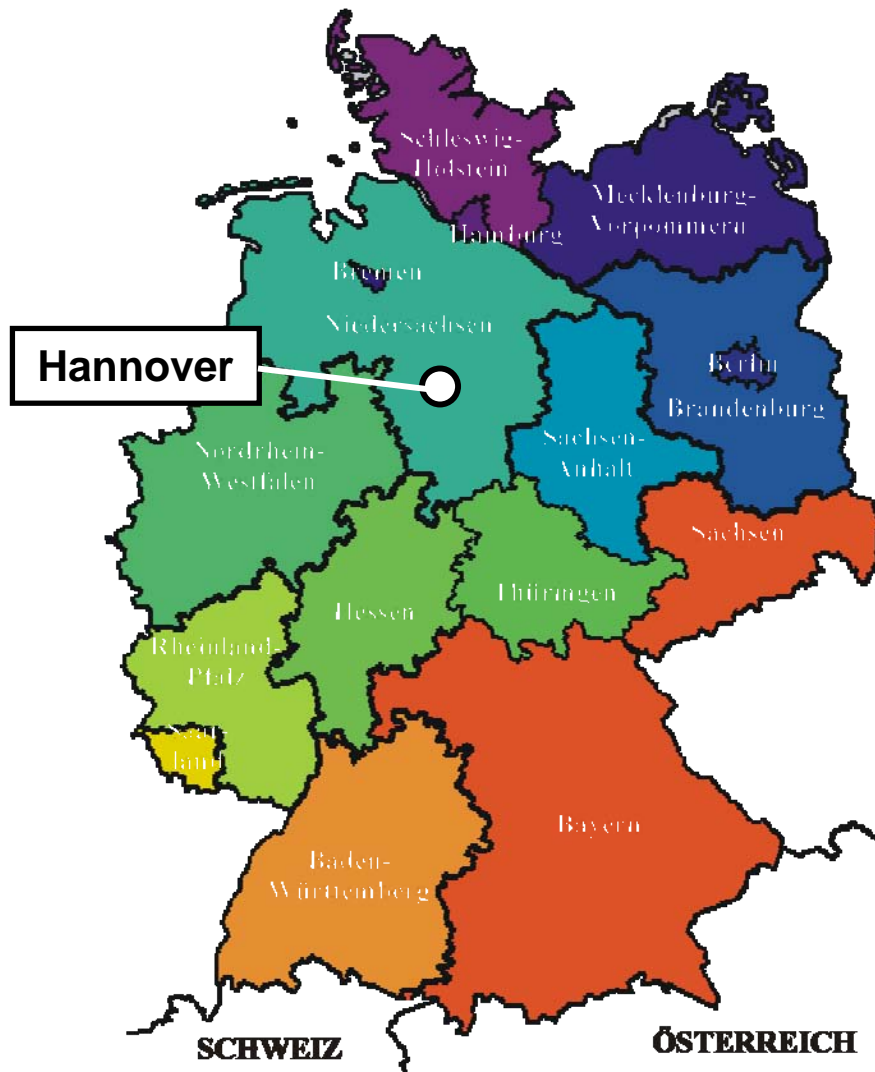 Schleswig-
Holstein
Mecklenburg-
Vorpommern
Hamburg
Bremen
Niedersachsen
Hannover
Berlin
Brandenburg
Nordrhein-
Westfalen
Sachsen-
Anhalt
Sachsen
Hessen
Thüringen
Rheinland-
Pfalz
Saar-
land
Bayern
Baden-
Württemberg
SCHWEIZ
ÖSTERREICH